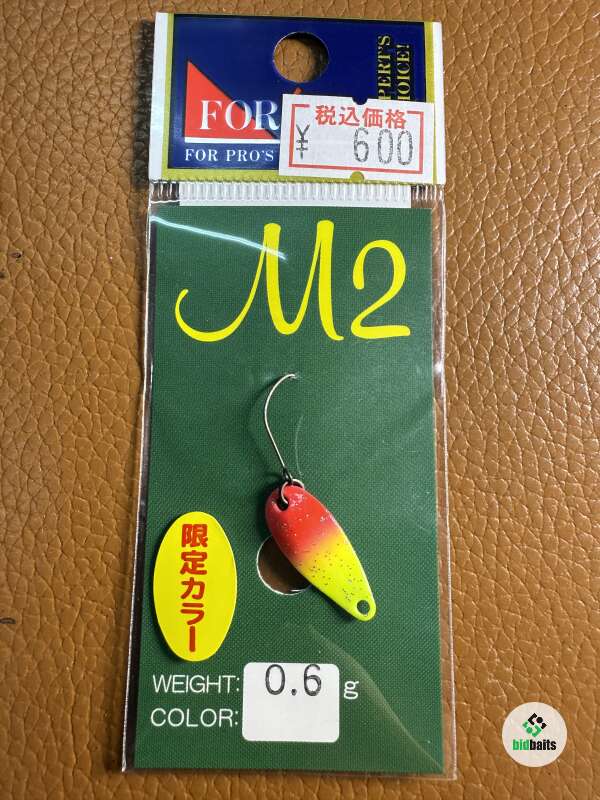 FOR
FOR PRO'S
PERT'S
HOICE!
税込価格
¥ 600
M2
限定カラー
WEIGHT: 0.6 g
COLOR:
bidbaits